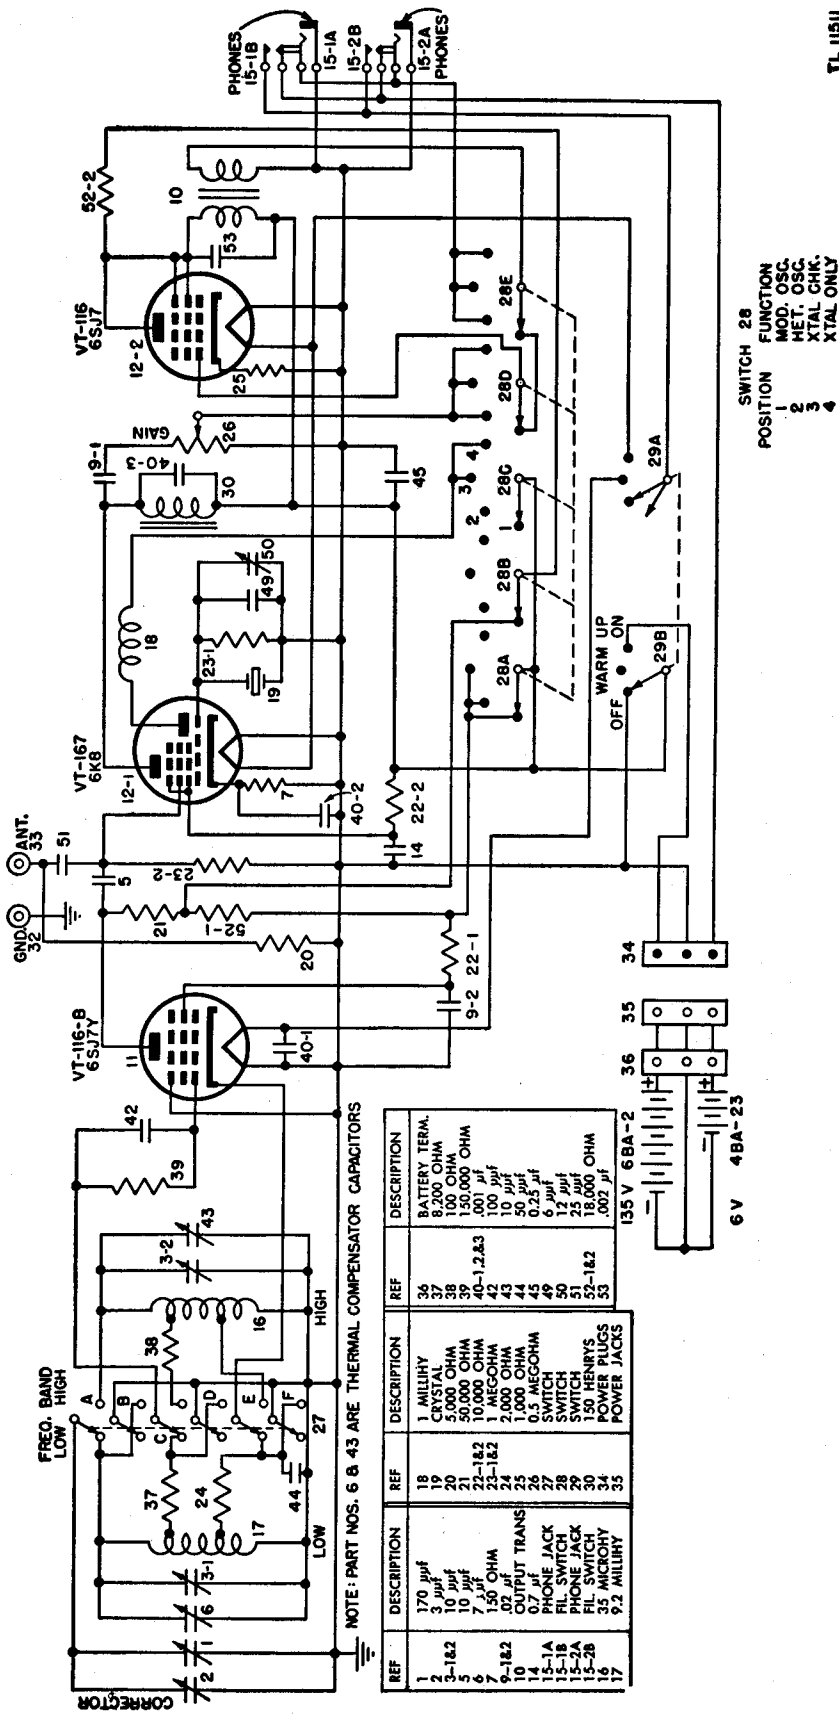 TL 11511
PHONES
15-1B
15-1A
15-2B
15-2A
PHONES
52-2
10
53
VT-116
6SJ7
12-2
25
GAIN
26
9-1
40-3
30
45
18
23-1
19
49
50
VT-167
6K8
12-1
7
40-2
22-2
14
ANT.
33
51
5
23-2
GND.
32
21
52-1
20
22-1
9-2
VT-116-B
6SJ7Y
11
40-1
42
39
43
3-2
16
HIGH
38
FREQ. BAND
LOW HIGH
A
B
C
D
E
F
27
37
24
44
17
LOW
3-1
6
1
2
CORRECTOR
28A
28B
28C
28D
28E
1
2
3
4
OFF
WARM UP
ON
29B
29A
34
35
36
135 V 6BA-2
6 V 4BA-23
+
−
+
−
SWITCH 28
POSITION FUNCTION
1 MOD. OSC.
2 HET. OSC.
3 XTAL CHK.
4 XTAL ONLY
NOTE: PART NOS. 6 & 43 ARE THERMAL COMPENSATOR CAPACITORS
REF DESCRIPTION
1 170 µµf
2 3 µµf
3-1&2 10 µµf
5 10 µµf
6 7 µµf
7 150 OHM
9-1&2 .02 µf
10 OUTPUT TRANS
14 0.7 µf
15-1A PHONE JACK
15-1B FIL. SWITCH
15-2A PHONE JACK
15-2B FIL. SWITCH
16 35 MICROHY
17 9.2 MILLIHY
REF DESCRIPTION
18 1 MILLIHY
19 CRYSTAL
20 5,000 OHM
21 50,000 OHM
22-1&2 10,000 OHM
23-1&2 1 MEGOHM
24 2,000 OHM
25 1,000 OHM
26 0.5 MEGOHM
27 SWITCH
28 SWITCH
29 SWITCH
30 150 HENRYS
34 POWER PLUGS
35 POWER JACKS
REF DESCRIPTION
36 BATTERY TERM.
37 8,200 OHM
38 100 OHM
39 150,000 OHM
40-1,2,&3 .001 µf
42 100 µµf
43 10 µµf
44 50 µµf
45 0.25 µf
49 6 µµf
50 12 µµf
51 25 µµf
52-1&2 18,000 OHM
53 .002 µf